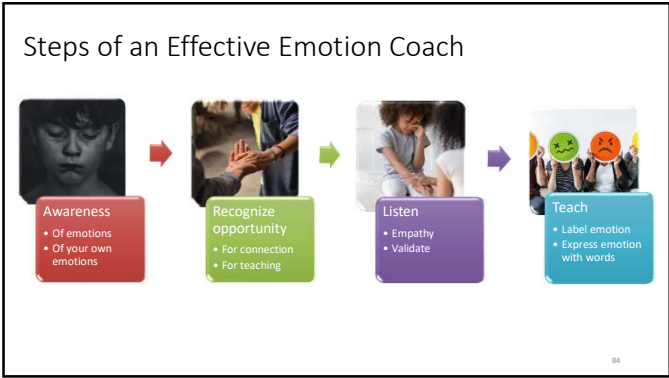 Steps of an Effective Emotion Coach
Awareness
• Of emotions
• Of your own
emotions
Recognize
opportunity
• For connection
• For teaching
Listen
• Empathy
• Validate
Teach
• Label emotion
• Express emotion
with words
84